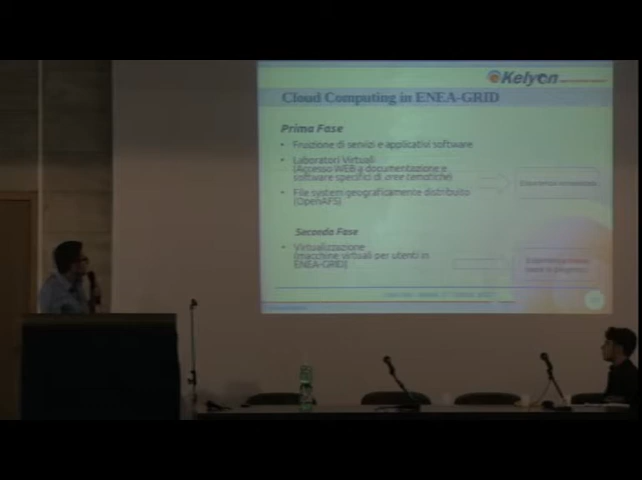 Kelyon
Cloud Computing in ENEA-GRID
Prima Fase
• Fruizione di servizi e applicativi software
• Laboratori Virtuali
(Accesso WEB a documentazione e
software specifici di aree tematiche)
• File system geograficamente distribuito
(OpenAFS)
Seconda Fase
• Virtualizzazione
(macchine virtuali per utenti in
ENEA-GRID)